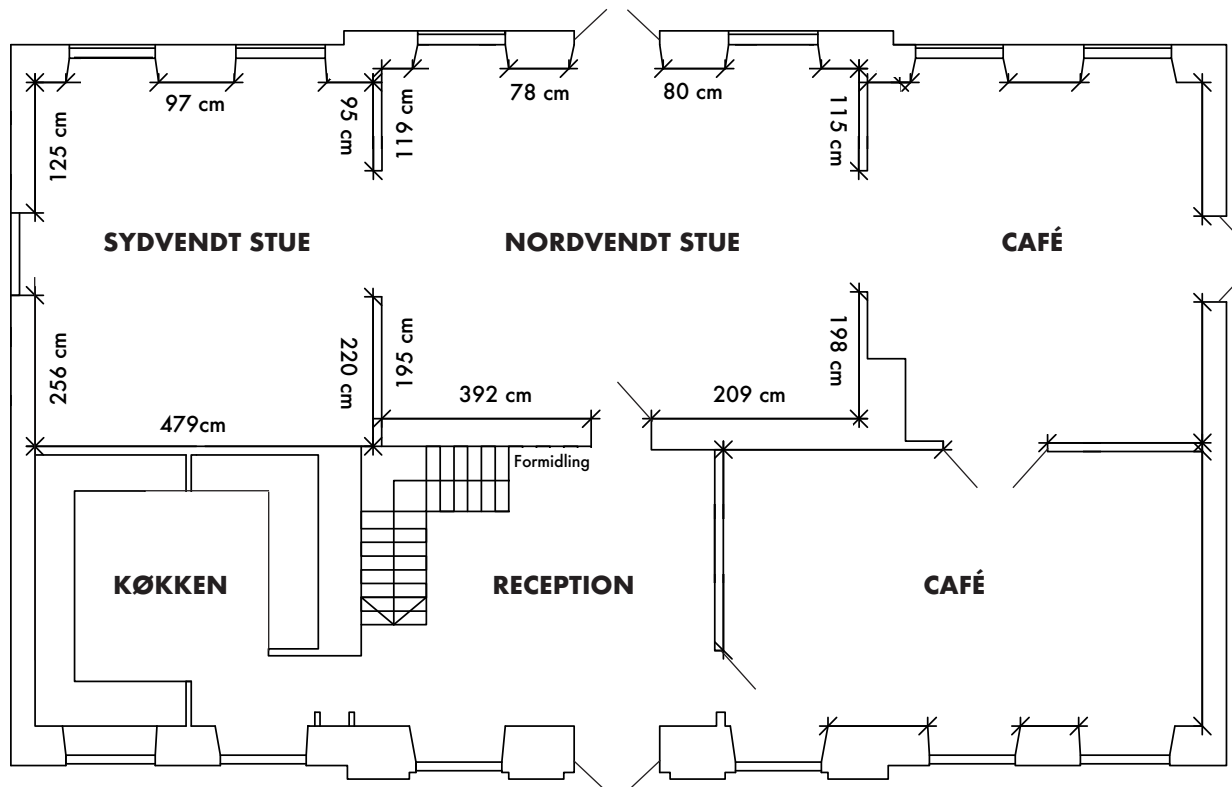 97 cm
78 cm
80 cm
125 cm
95 cm
119 cm
115 cm
SYDVENDT STUE
NORDVENDT STUE
CAFÉ
256 cm
220 cm
195 cm
198 cm
392 cm
209 cm
479cm
Formidling
KØKKEN
RECEPTION
CAFÉ